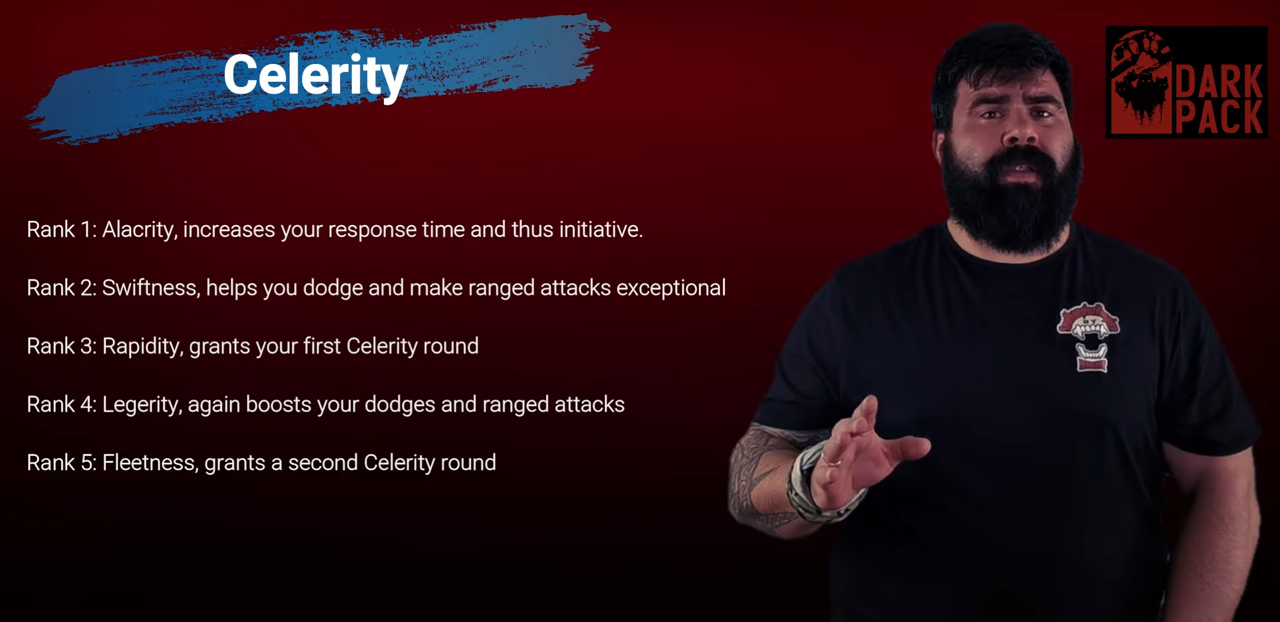 Celerity
DARK
PACK
Rank 1: Alacrity, increases your response time and thus initiative.
Rank 2: Swiftness, helps you dodge and make ranged attacks exceptional
Rank 3: Rapidity, grants your first Celerity round
Rank 4: Legerity, again boosts your dodges and ranged attacks
Rank 5: Fleetness, grants a second Celerity round